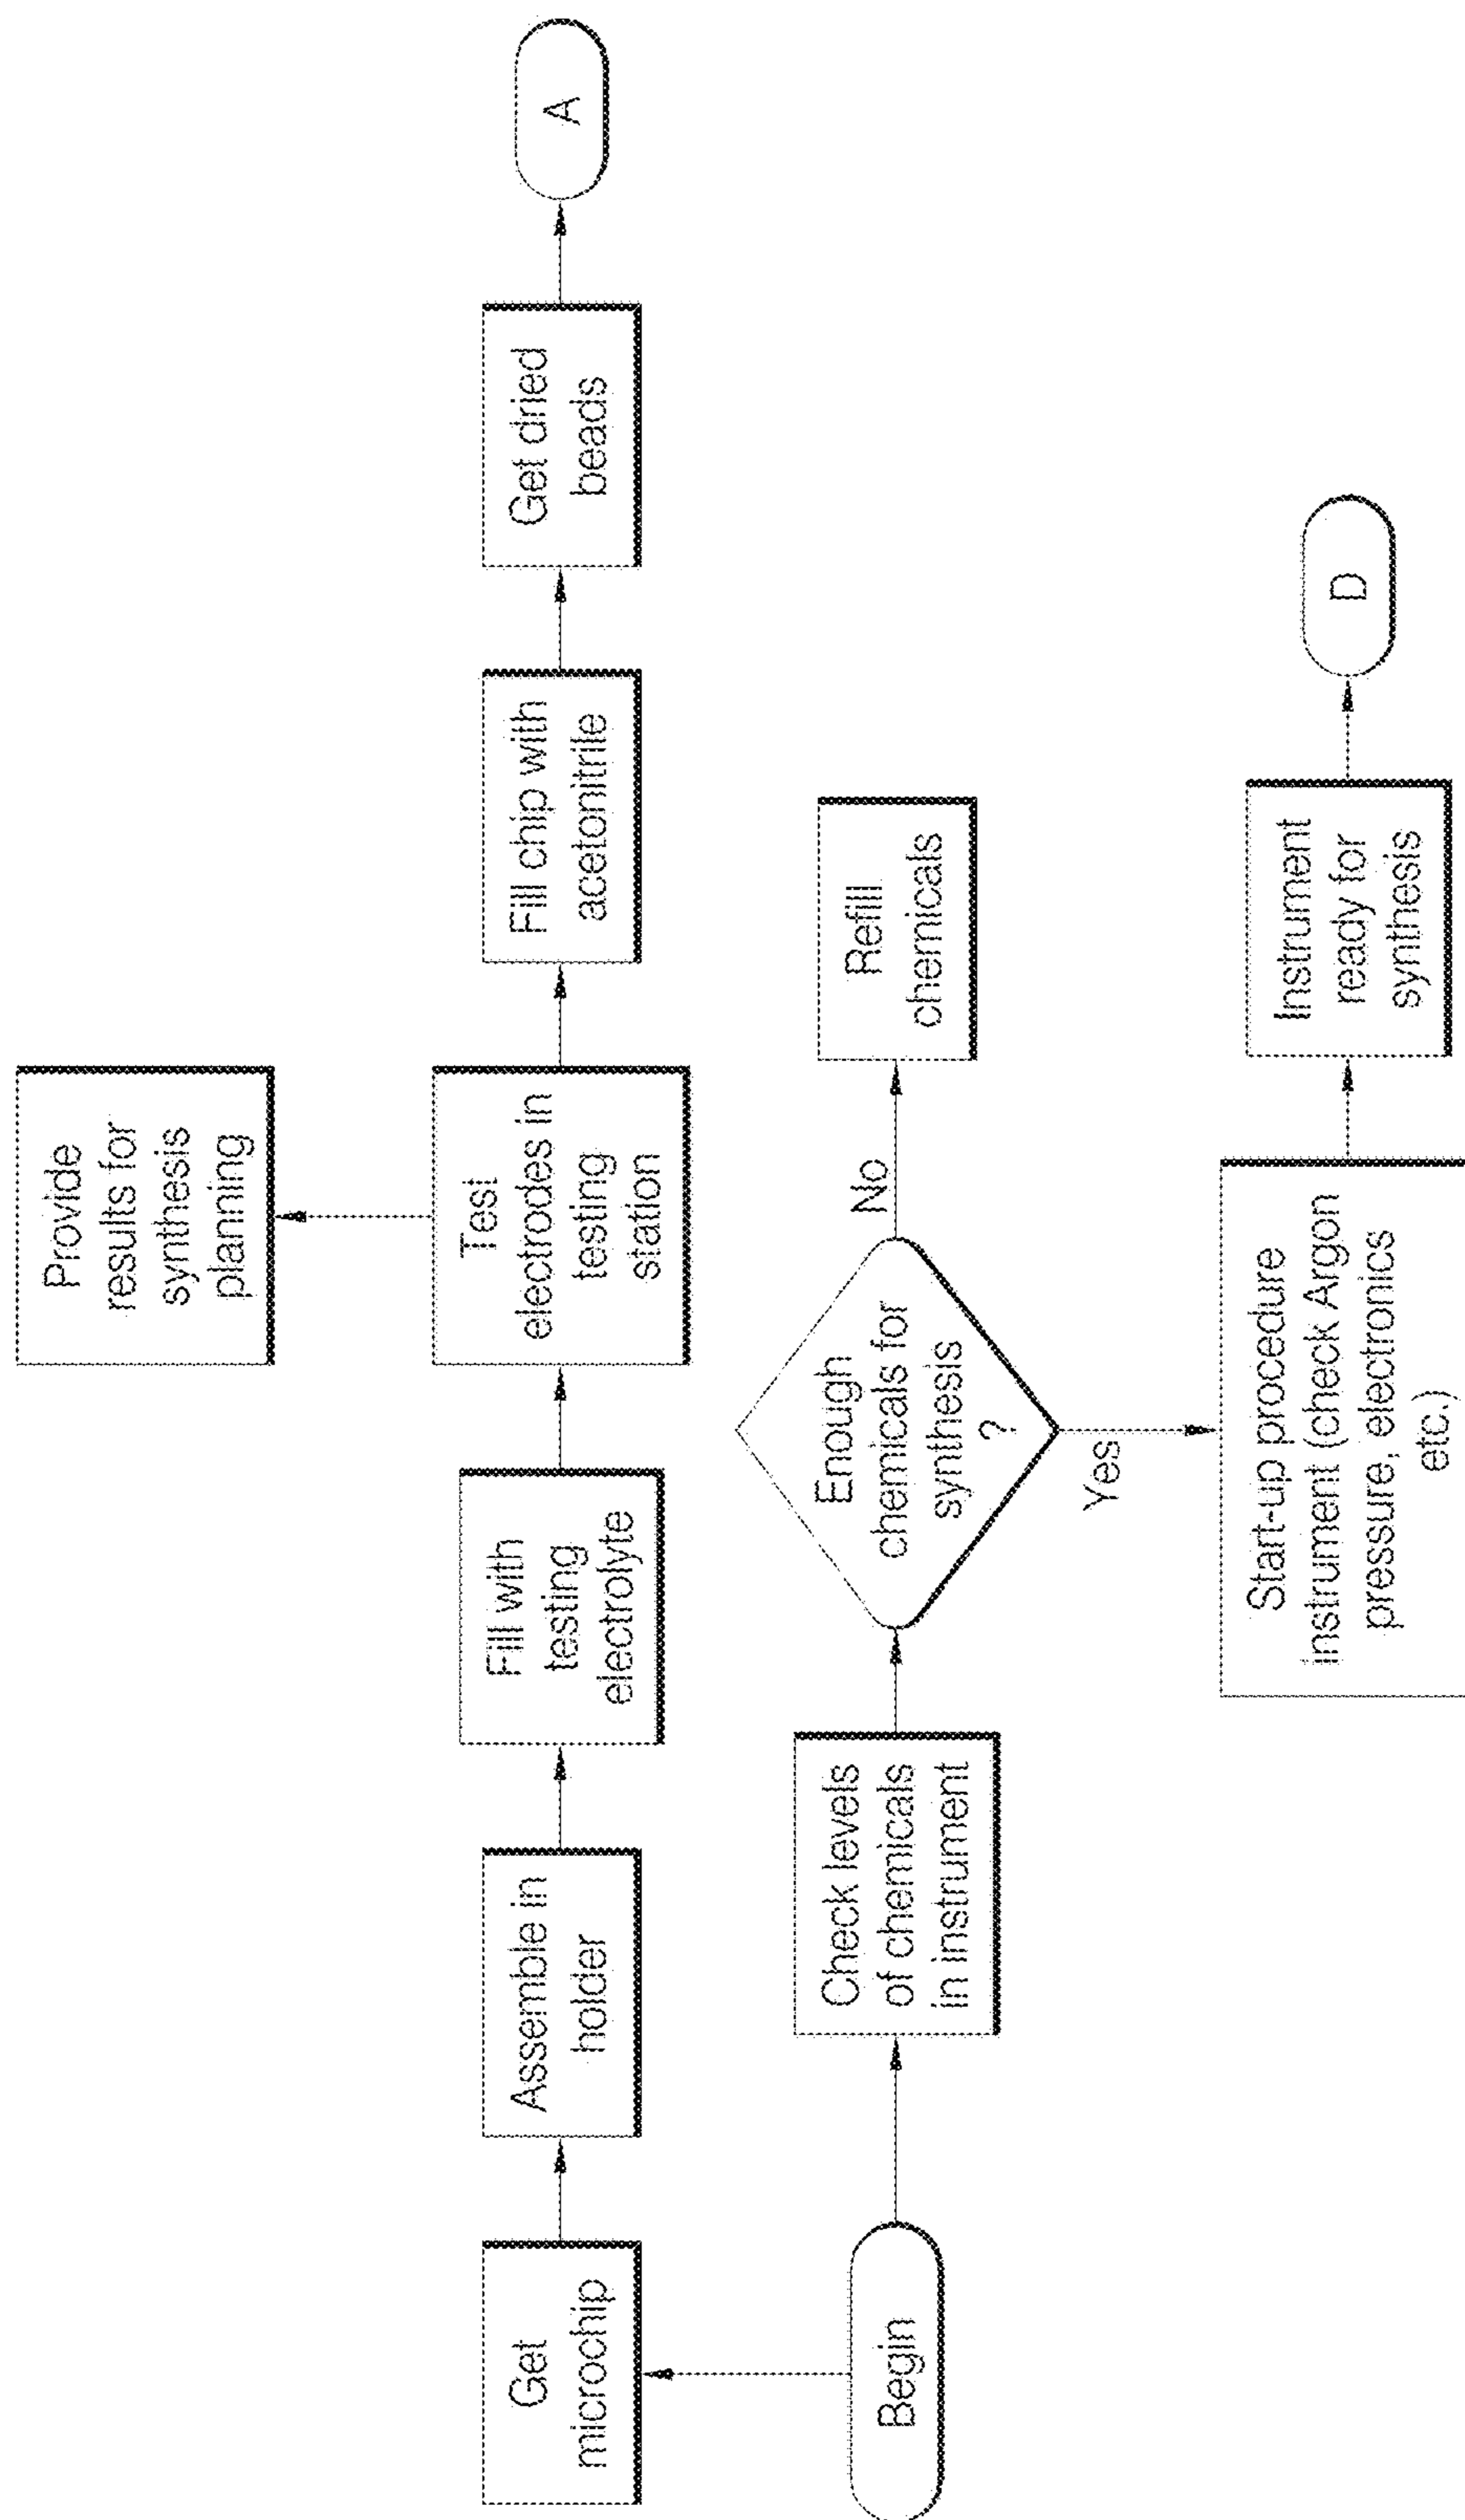 Provide
results for
synthesis
planning
Get
microchip
Assemble in
holder
Fill with
testing
electrolyte
Test
electrodes in
testing
station
Fill chip with
acetonitrile
Get dried
beads
A
Begin
Check levels
of chemicals
in instrument
Enough
chemicals for
synthesis
?
No
Refill
chemicals
Yes
Start-up procedure
instrument (check Argon
pressure, electronics
etc.)
Instrument
ready for
synthesis
D